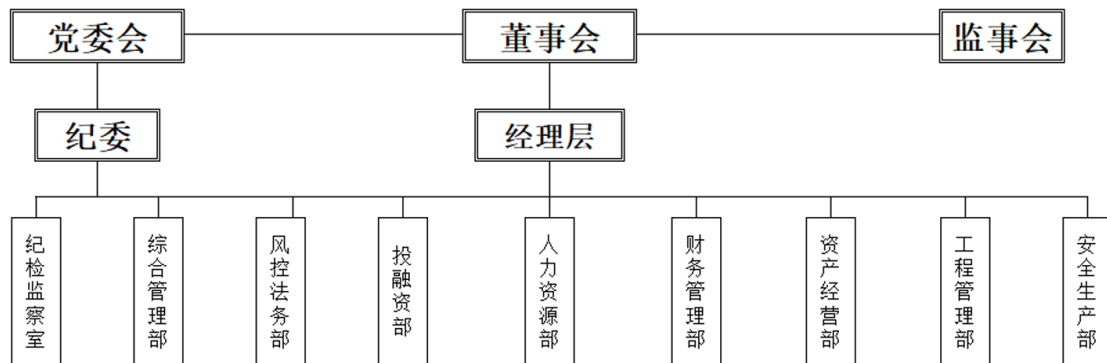 党委会
董事会
监事会
纪委
经理层
纪检监察室
综合管理部
风控法务部
投融资部
人力资源部
财务管理部
资产经营部
工程管理部
安全生产部